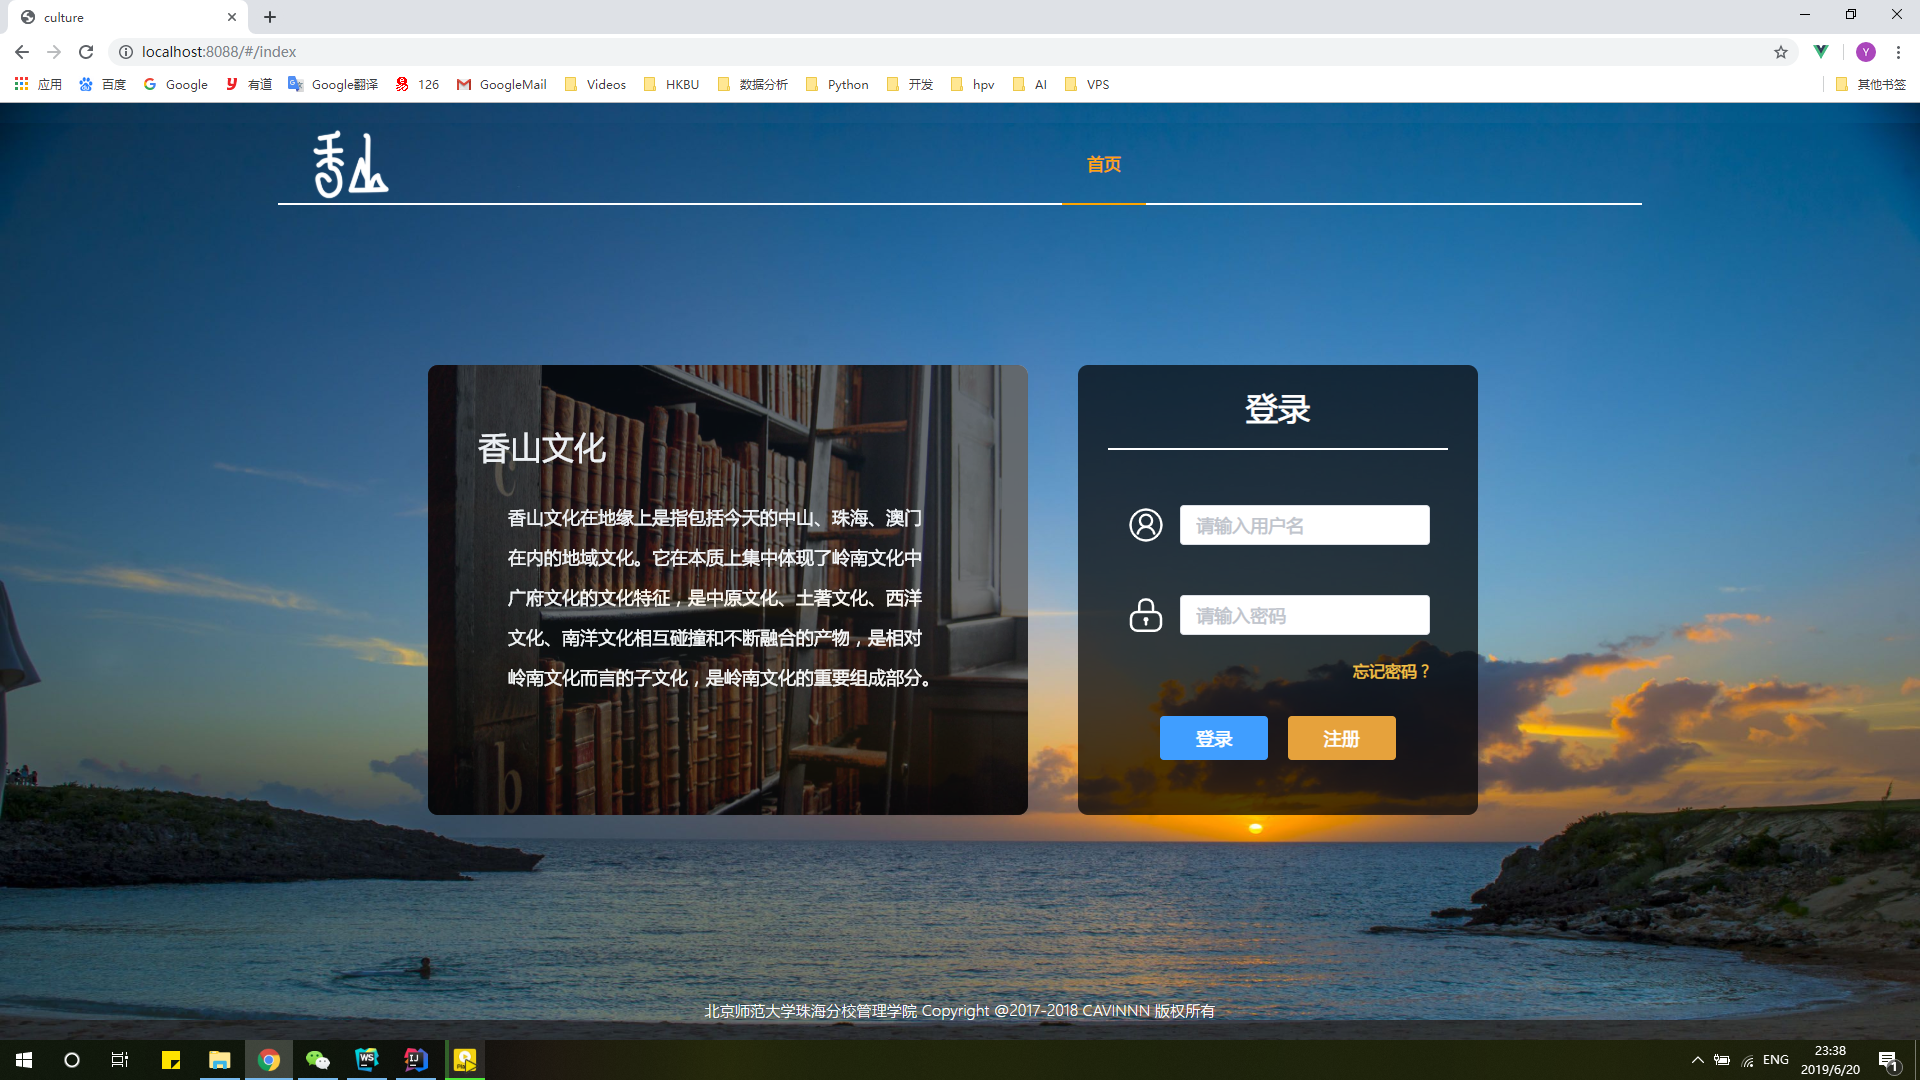 culture
localhost:8088/#/index
Y
应用 百度 Google 有道 Google翻译 126 GoogleMail Videos HKBU 数据分析 Python 开发 hpv AI VPS 其他书签
香山
首页
香山文化
香山文化在地缘上是指包括今天的中山、珠海、澳门
在内的地域文化。它在本质上集中体现了岭南文化中
广府文化的文化特征，是中原文化、土著文化、西洋
文化、南洋文化相互碰撞和不断融合的产物，是相对
岭南文化而言的子文化，是岭南文化的重要组成部分。
c
b
登录
请输入用户名
请输入密码
忘记密码？
登录 注册
北京师范大学珠海分校管理学院 Copyright @2017-2018 CAVINNN 版权所有
WS
IJ
ENG
23:38
2019/6/20
1